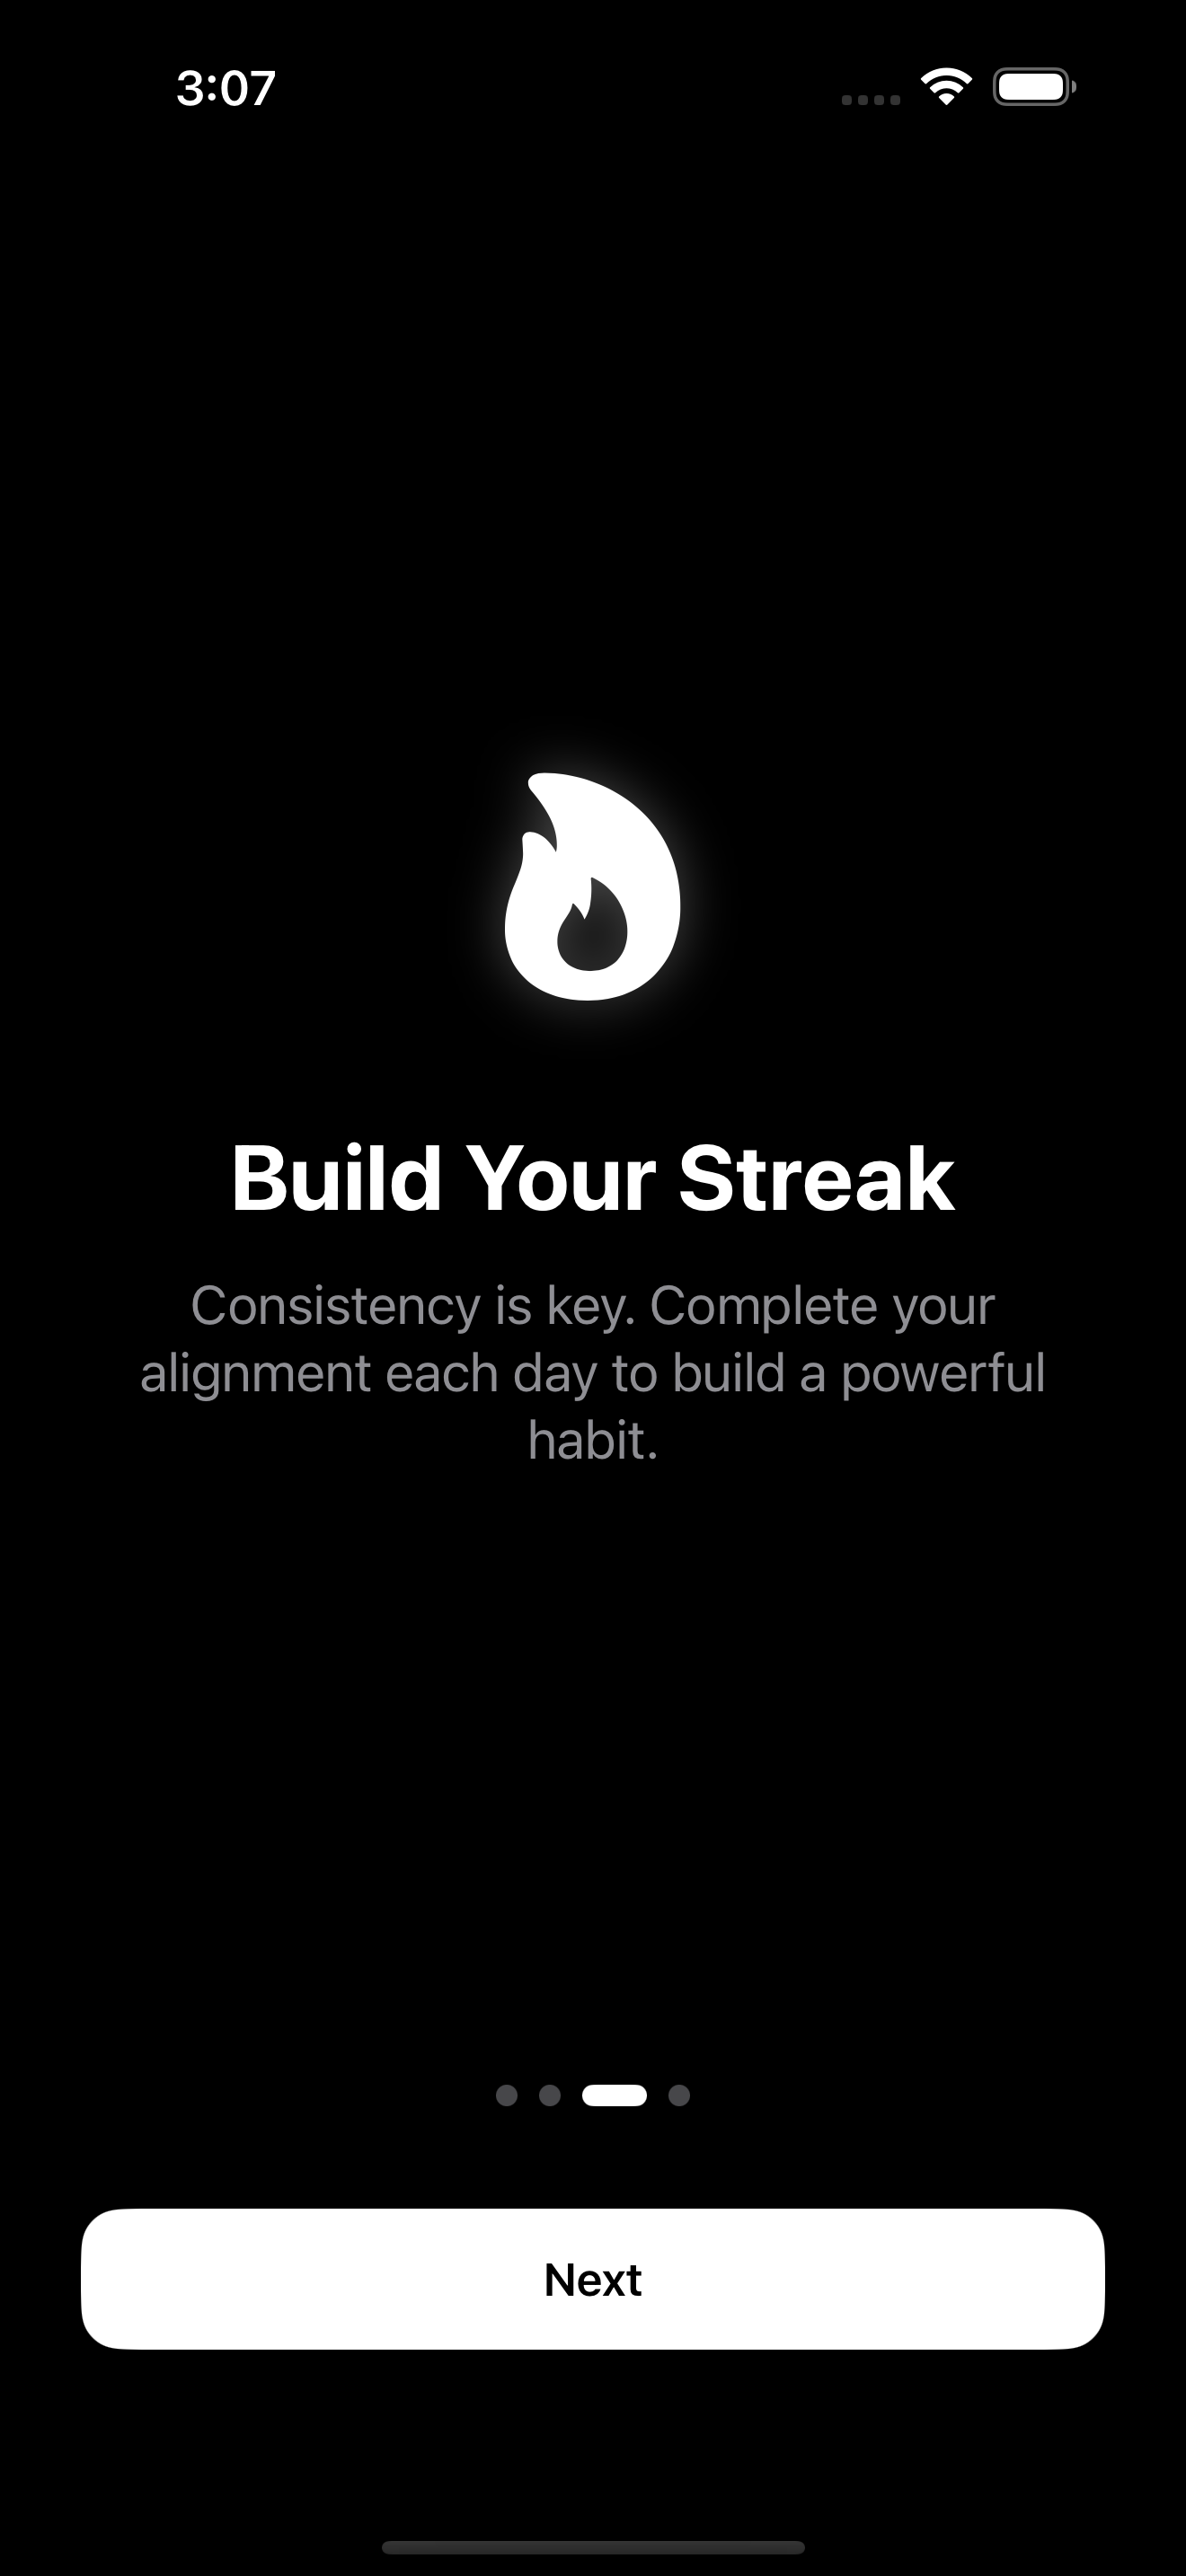 3:07
Build Your Streak
Consistency is key. Complete your
alignment each day to build a powerful
habit.
Next